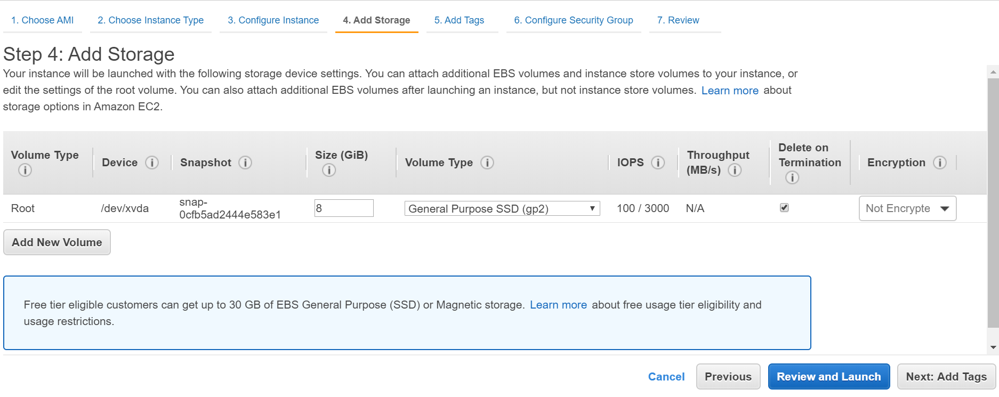 1. Choose AMI 2. Choose Instance Type 3. Configure Instance 4. Add Storage 5. Add Tags 6. Configure Security Group 7. Review
Step 4: Add Storage
Your instance will be launched with the following storage device settings. You can attach additional EBS volumes and instance store volumes to your instance, or
edit the settings of the root volume. You can also attach additional EBS volumes after launching an instance, but not instance store volumes. Learn more about
storage options in Amazon EC2.
Volume Type
Device
Snapshot
Size (GiB)
Volume Type
IOPS
Throughput
(MB/s)
Delete on
Termination
Encryption
Root
/dev/xvda
snap-
0cfb5ad2444e583e1
8
General Purpose SSD (gp2)
100 / 3000
N/A
Not Encrypte
Add New Volume
Free tier eligible customers can get up to 30 GB of EBS General Purpose (SSD) or Magnetic storage. Learn more about free usage tier eligibility and
usage restrictions.
Cancel Previous Review and Launch Next: Add Tags